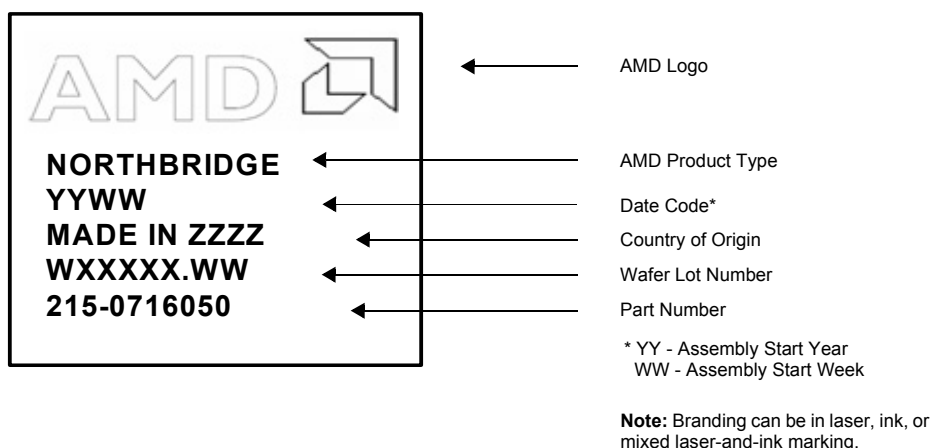 AMD
AMD Logo
NORTHBRIDGE
AMD Product Type
YYWW
Date Code*
MADE IN ZZZZ
Country of Origin
WXXXXX.WW
Wafer Lot Number
215-0716050
Part Number
* YY - Assembly Start Year
WW - Assembly Start Week
Note: Branding can be in laser, ink, or
mixed laser-and-ink marking.